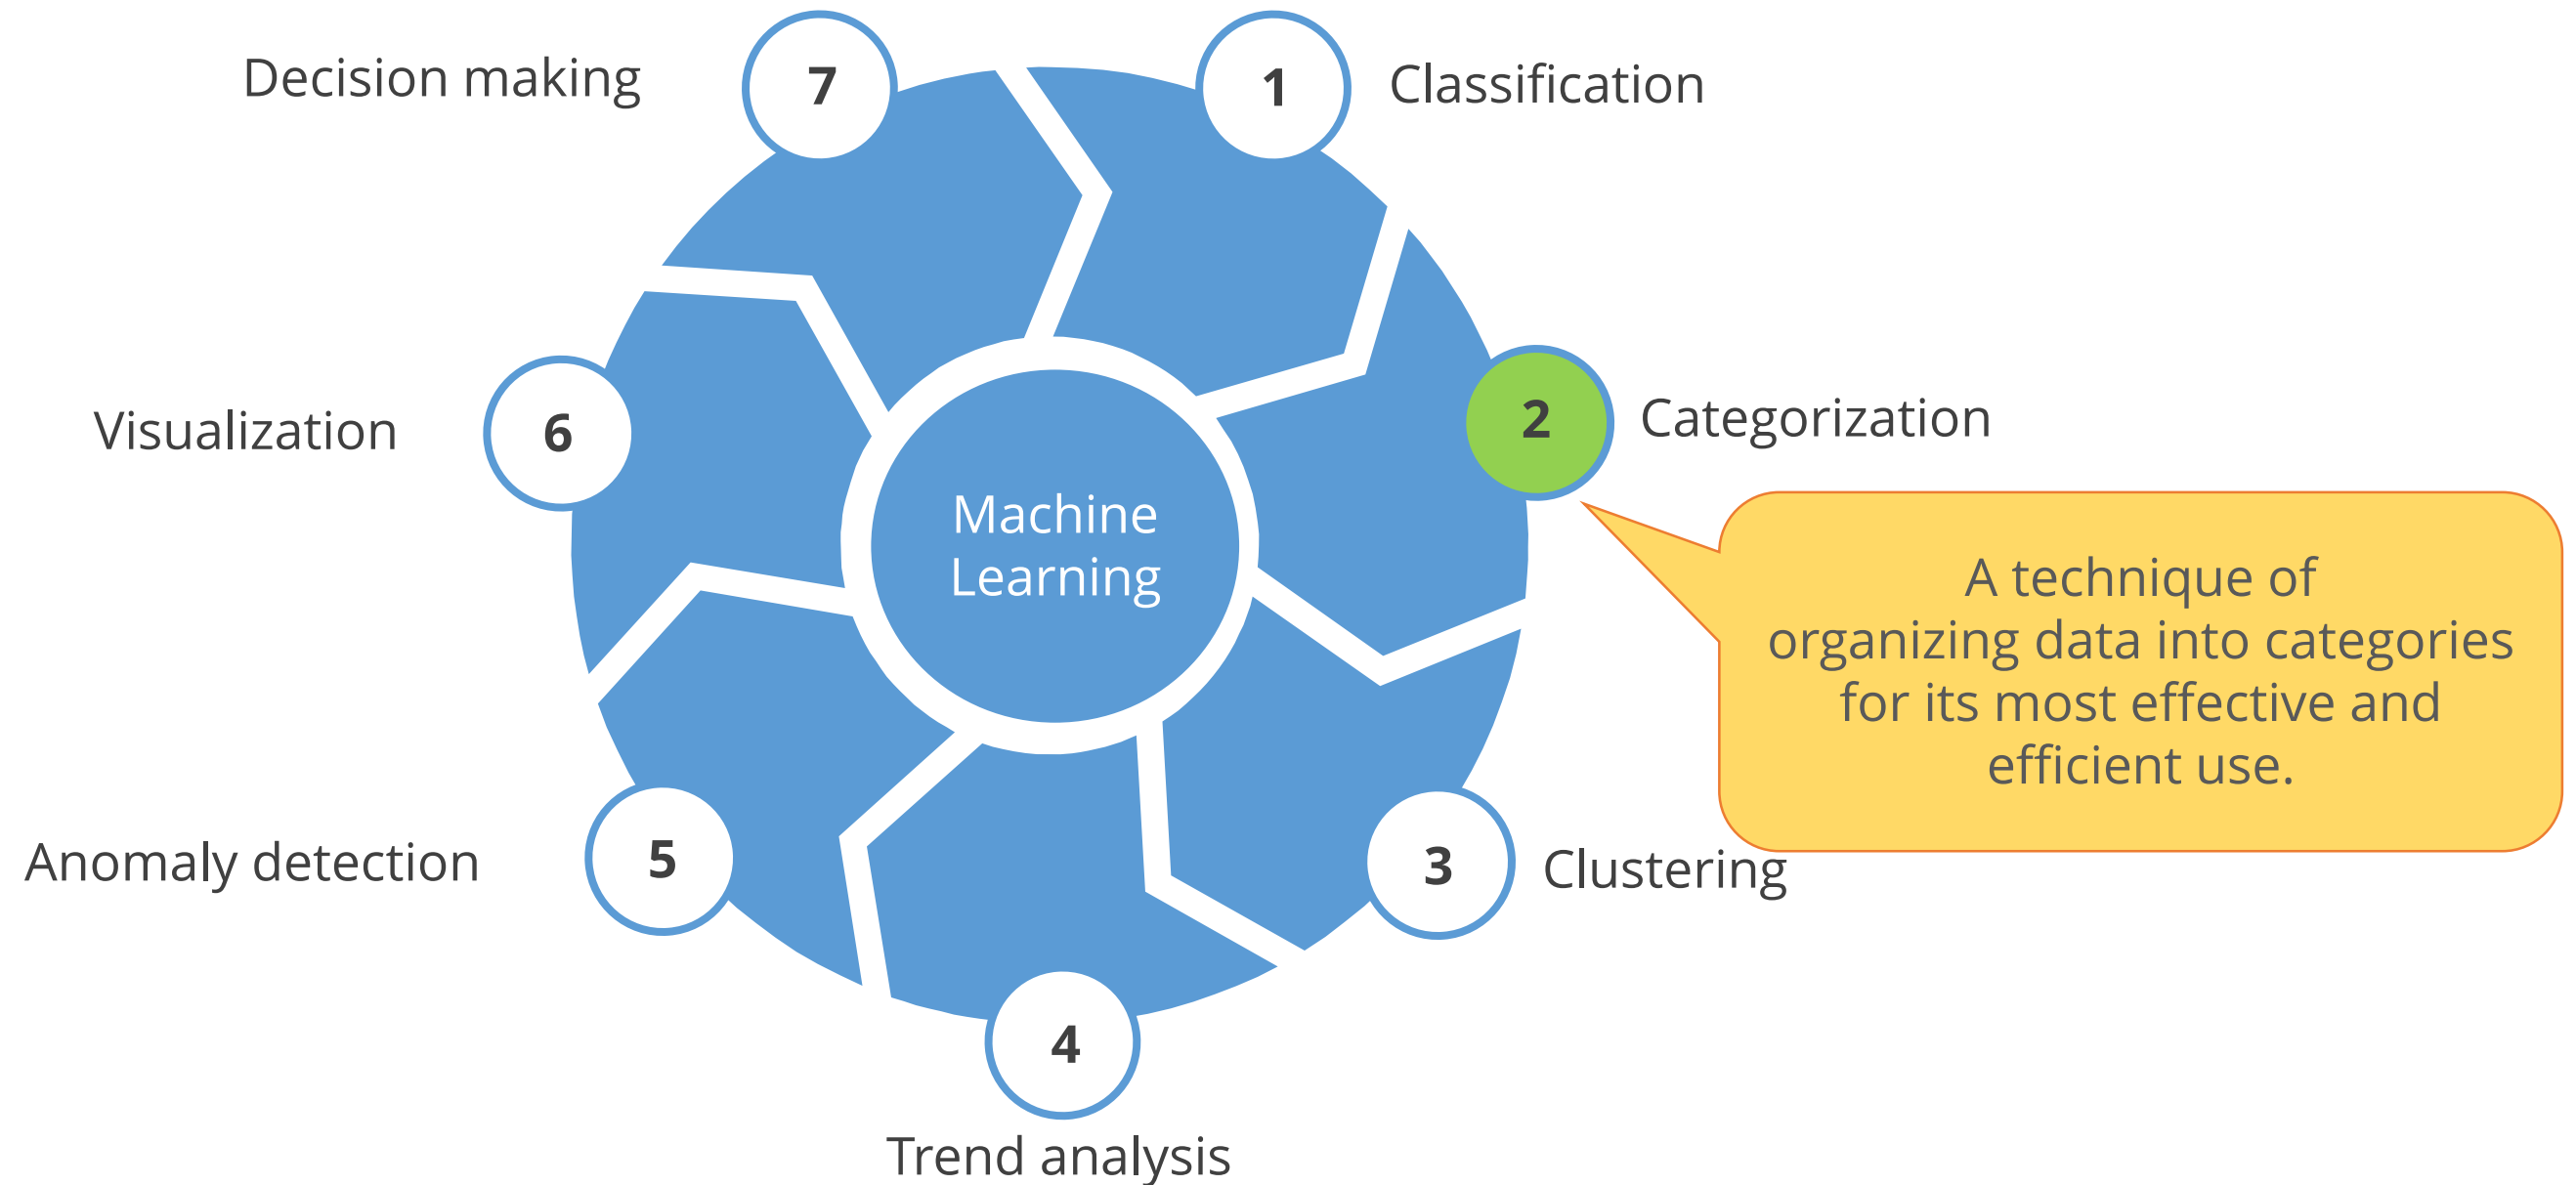 7
Decision making
1
Classification
2
Categorization
A technique of
organizing data into categories
for its most effective and
efficient use.
3
Clustering
4
Trend analysis
5
Anomaly detection
6
Visualization
Machine
Learning